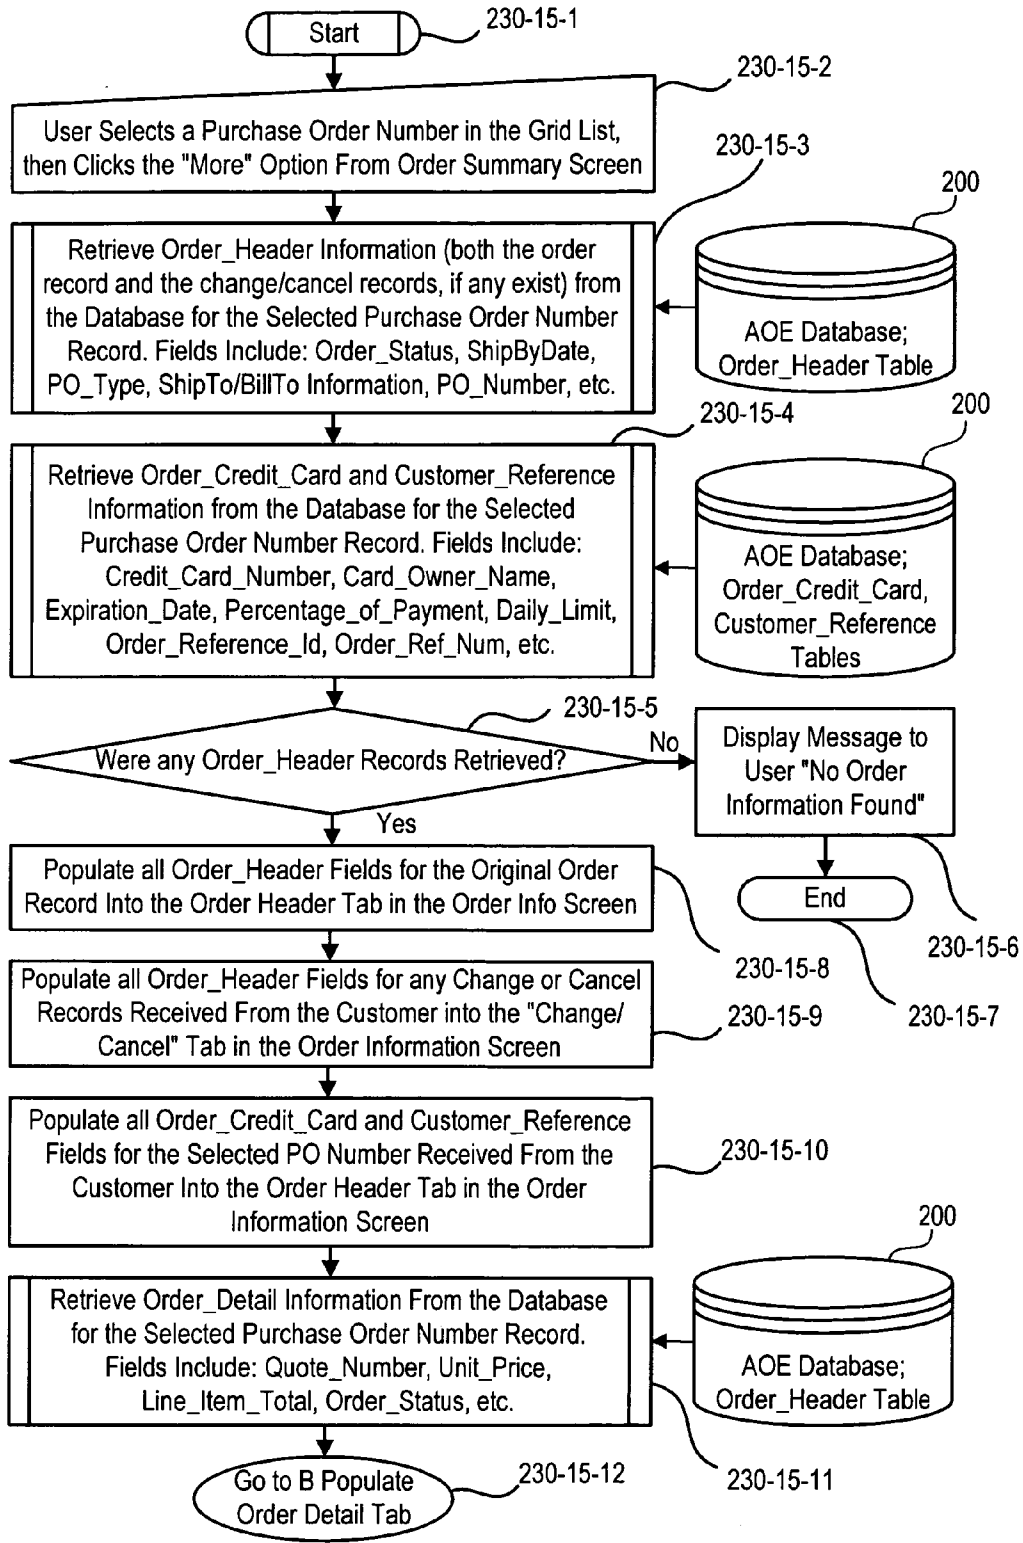 Start
230-15-1
230-15-2
User Selects a Purchase Order Number in the Grid List,
then Clicks the "More" Option From Order Summary Screen
230-15-3
Retrieve Order_Header Information (both the order
record and the change/cancel records, if any exist) from
the Database for the Selected Purchase Order Number
Record. Fields Include: Order_Status, ShipByDate,
PO_Type, ShipTo/BillTo Information, PO_Number, etc.
200
AOE Database;
Order_Header Table
230-15-4
Retrieve Order_Credit_Card and Customer_Reference
Information from the Database for the Selected
Purchase Order Number Record. Fields Include:
Credit_Card_Number, Card_Owner_Name,
Expiration_Date, Percentage_of_Payment, Daily_Limit,
Order_Reference_Id, Order_Ref_Num, etc.
200
AOE Database;
Order_Credit_Card,
Customer_Reference
Tables
230-15-5
Were any Order_Header Records Retrieved?
No
Display Message to
User "No Order
Information Found"
Yes
End
230-15-6
230-15-7
Populate all Order_Header Fields for the Original Order
Record Into the Order Header Tab in the Order Info Screen
230-15-8
Populate all Order_Header Fields for any Change or Cancel
Records Received From the Customer into the "Change/
Cancel" Tab in the Order Information Screen
230-15-9
Populate all Order_Credit_Card and Customer_Reference
Fields for the Selected PO Number Received From the
Customer Into the Order Header Tab in the Order
Information Screen
230-15-10
Retrieve Order_Detail Information From the Database
for the Selected Purchase Order Number Record.
Fields Include: Quote_Number, Unit_Price,
Line_Item_Total, Order_Status, etc.
200
AOE Database;
Order_Header Table
230-15-11
Go to B Populate
Order Detail Tab
230-15-12